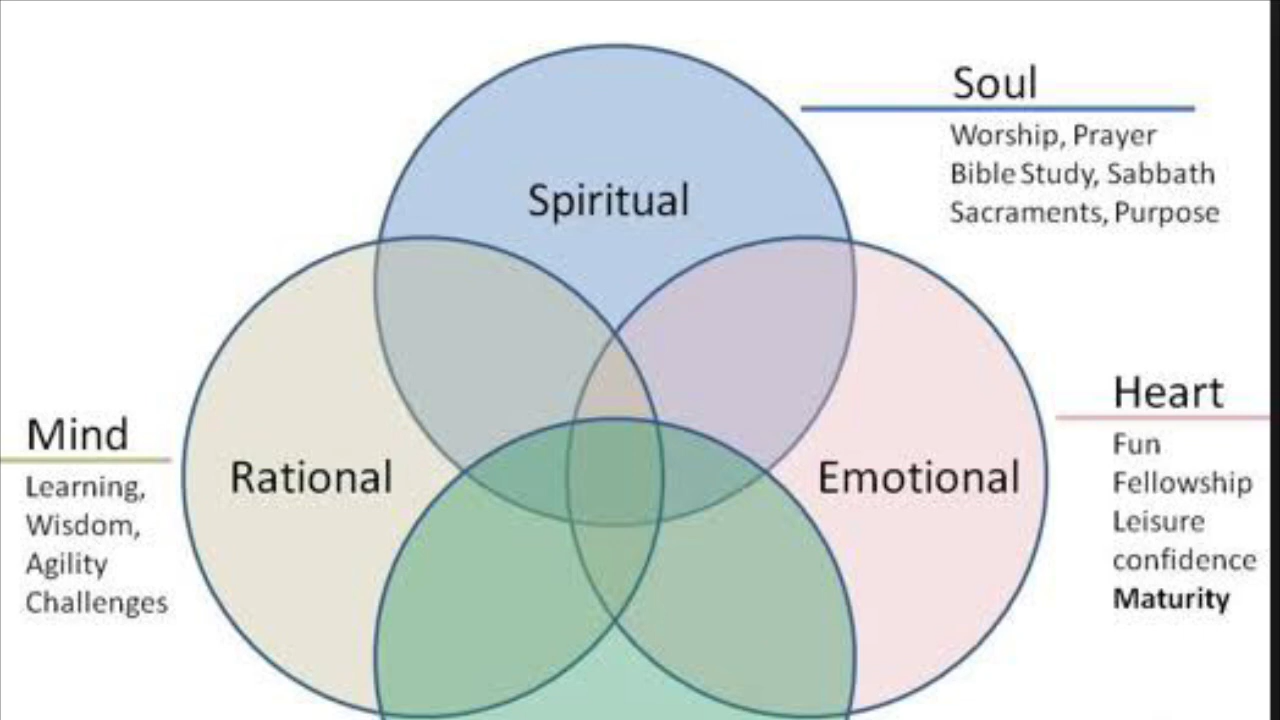 Soul
Worship, Prayer
Bible Study, Sabbath
Sacraments, Purpose
Spiritual
Heart
Fun
Fellowship
Leisure
confidence
Maturity
Mind
Learning,
Wisdom,
Agility
Challenges
Rational
Emotional